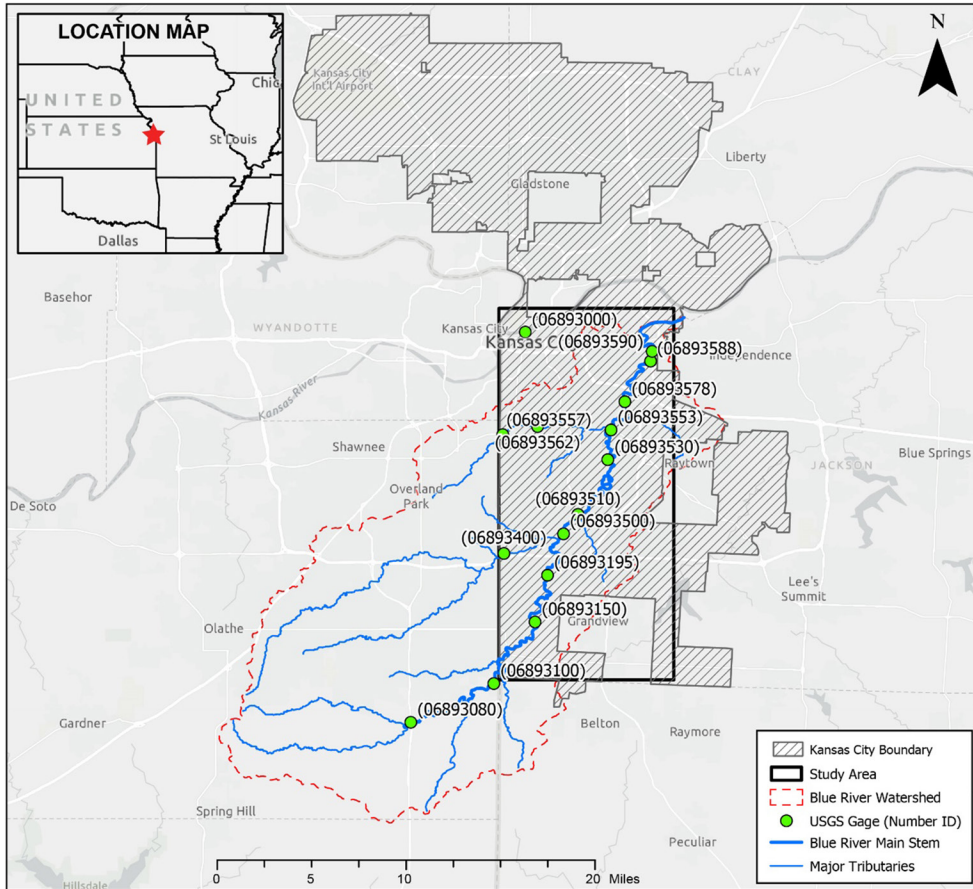 LOCATION MAP
Chic
UNITED
STATES
St Louis
Dallas
N
Kansas City
Int'l Airport
CLAY
Liberty
Gladstone
Basehor
WYANDOTTE
Kansas City
Kansas C
(06893000)
(06893590)
(06893588)
Independence
Kansas River
(06893578)
(06893557)
(06893553)
(06893562)
(06893530)
Shawnee
Raytown
Blue Springs
JACKSON
Overland
Park
De Soto
(06893510)
(06893500)
(06893400)
(06893195)
Lee's
Summit
(06893150)
Grandview
Olathe
(06893100)
Gardner
(06893080)
Belton
Raymore
Spring Hill
Peculiar
Hillsdale
0 5 10 20 Miles
Kansas City Boundary
Study Area
Blue River Watershed
USGS Gage (Number ID)
Blue River Main Stem
Major Tributaries